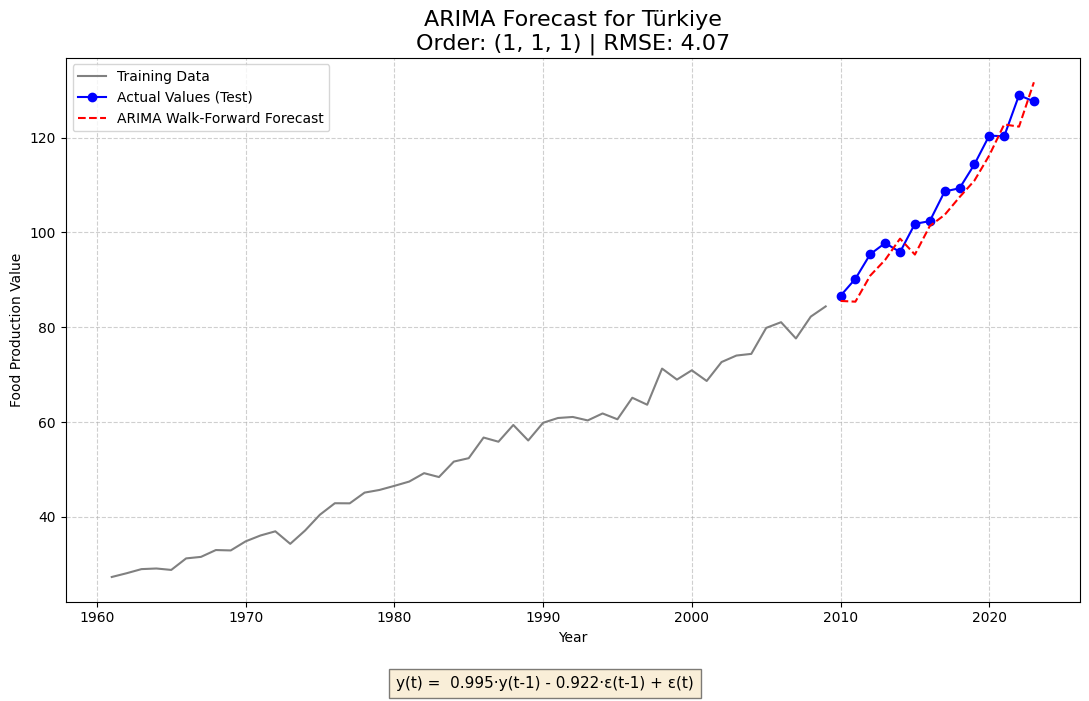 ARIMA Forecast for Türkiye
Order: (1, 1, 1) | RMSE: 4.07
Training Data
Actual Values (Test)
ARIMA Walk-Forward Forecast
Food Production Value
120
100
80
60
40
1960 1970 1980 1990 2000 2010 2020
Year
y(t) =  0.995·y(t-1) - 0.922·ε(t-1) + ε(t)